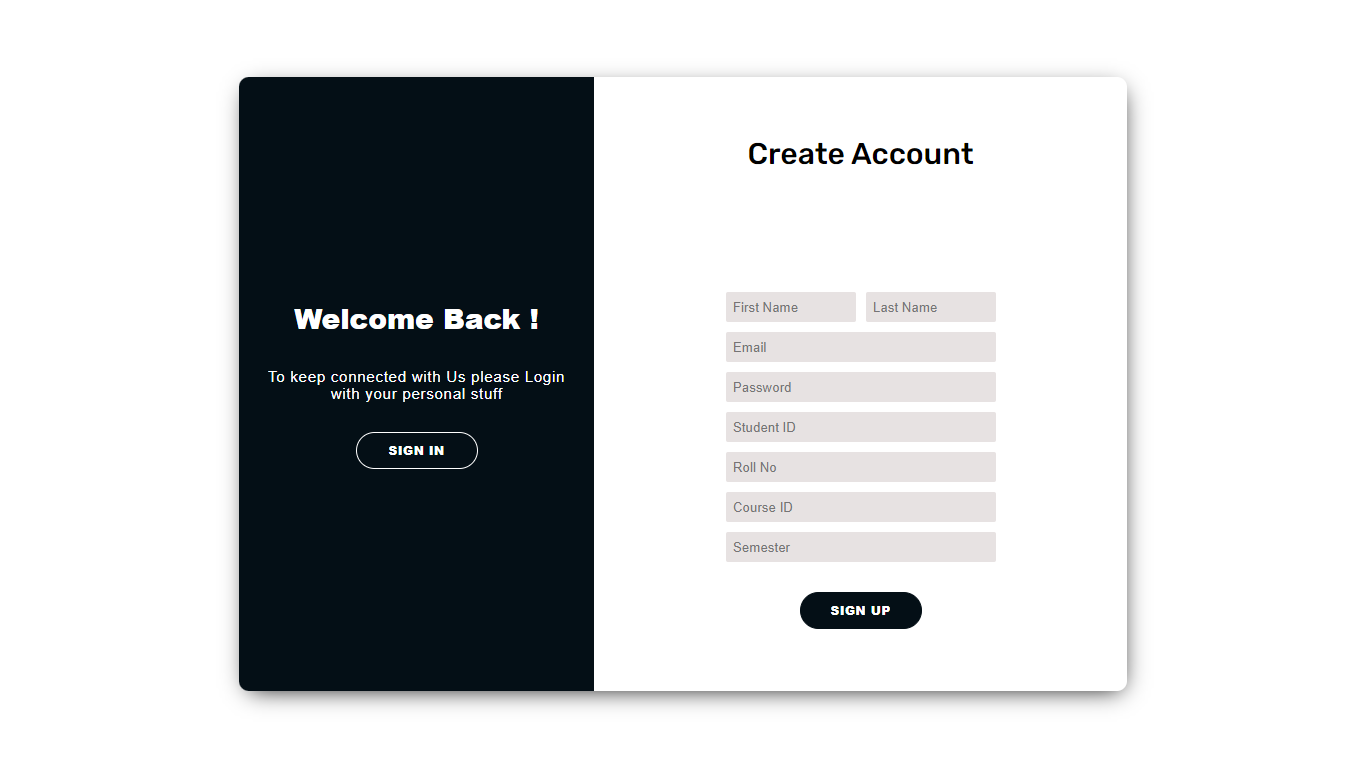 Welcome Back !
To keep connected with Us please Login
with your personal stuff
SIGN IN
Create Account
First Name
Last Name
Email
Password
Student ID
Roll No
Course ID
Semester
SIGN UP